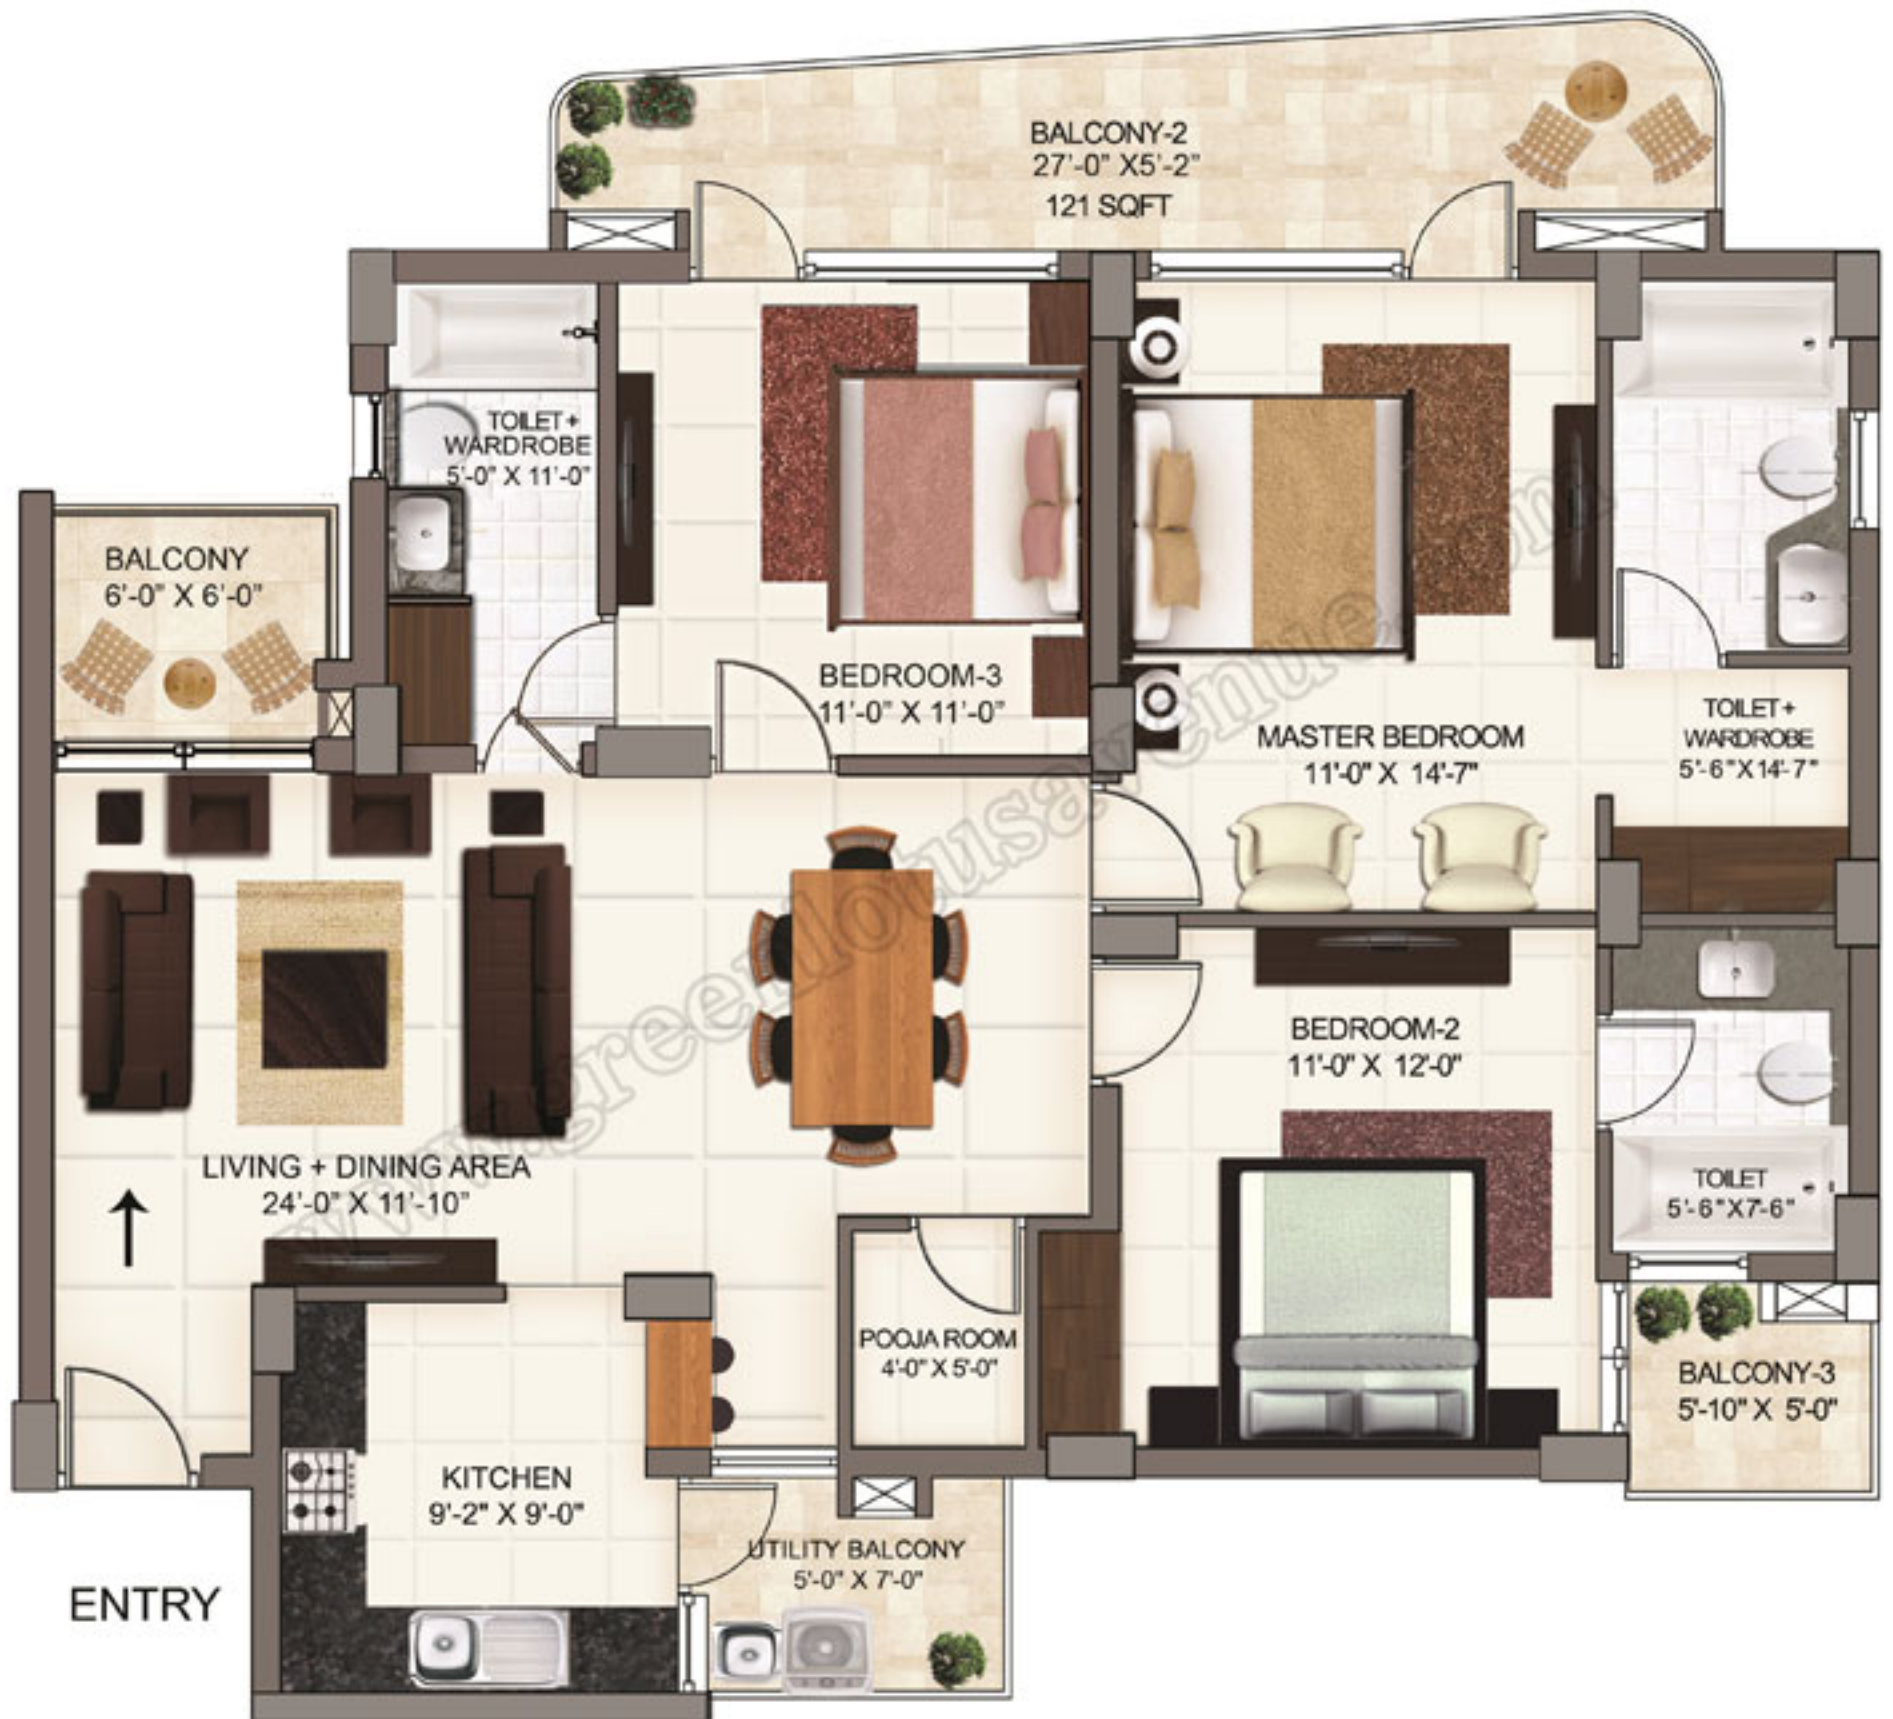 BALCONY-2
27'-0" X5'-2"
121 SQFT
TOILET +
WARDROBE
5'-0" X 11'-0"
BALCONY
6'-0" X 6'-0"
BEDROOM-3
11'-0" X 11'-0"
MASTER BEDROOM
11'-0" X 14'-7"
TOILET +
WARDROBE
5'-6" X 14'-7"
LIVING + DINING AREA
24'-0" X 11'-10"
BEDROOM-2
11'-0" X 12'-0"
TOILET
5'-6"X7'-6"
POOJA ROOM
4'-0" X 5'-0"
BALCONY-3
5'-10" X 5'-0"
KITCHEN
9'-2" X 9'-0"
UTILITY BALCONY
5'-0" X 7'-0"
ENTRY
www.greenlotusavenue.com